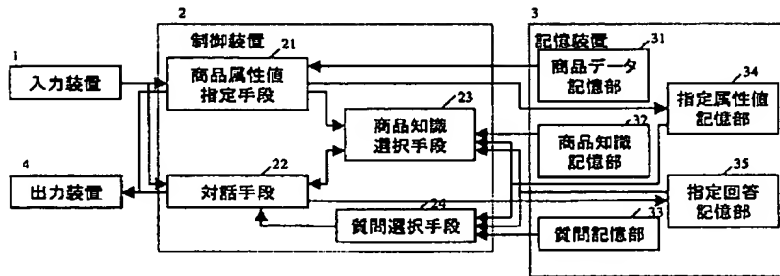 1
入力装置
4
出力装置
2
制御装置
21
商品属性値
指定手段
23
商品知識
選択手段
22
対話手段
24
質問選択手段
3
記憶装置
31
商品データ
記憶部
32
商品知識
記憶部
33
質問記憶部
34
指定属性値
記憶部
35
指定回答
記憶部